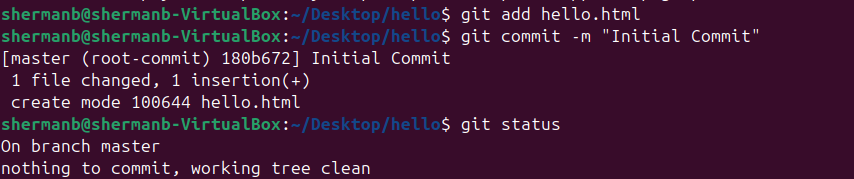 shermanb@shermanb-VirtualBox:~/Desktop/hello$ git add hello.html
shermanb@shermanb-VirtualBox:~/Desktop/hello$ git commit -m "Initial Commit"
[master (root-commit) 180b672] Initial Commit
 1 file changed, 1 insertion(+)
 create mode 100644 hello.html
shermanb@shermanb-VirtualBox:~/Desktop/hello$ git status
On branch master
nothing to commit, working tree clean